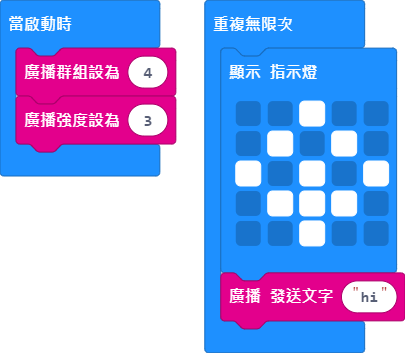 當啟動時
廣播群組設為 4
廣播強度設為 3
重複無限次
顯示 指示燈
廣播 發送文字 "hi"